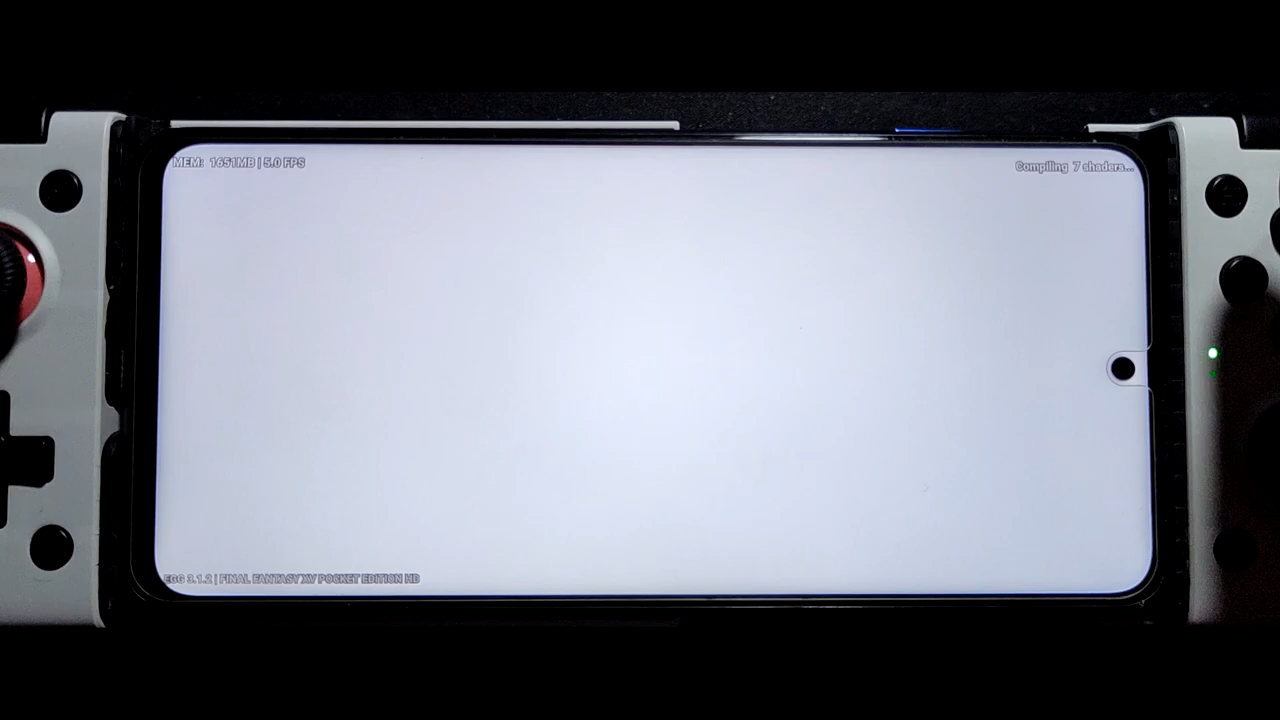 MEM: 1651MB | 5.0 FPS
Compiling 7 shaders...
EGG 3.1.2 | FINAL FANTASY XV POCKET EDITION HD